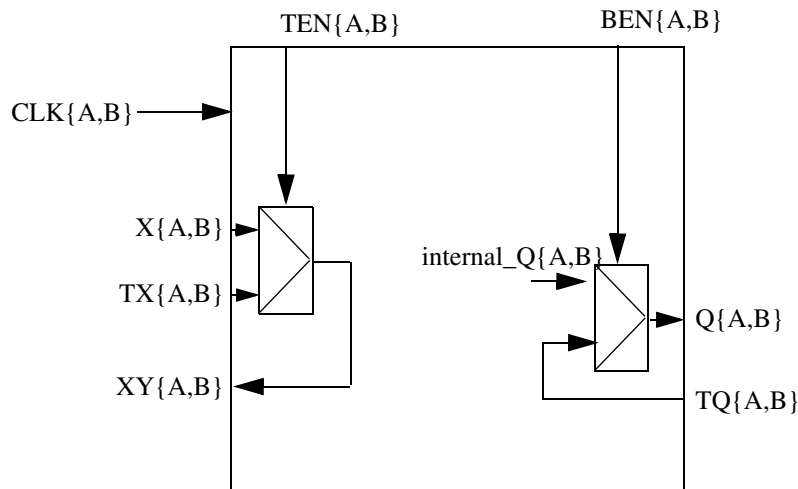 TEN{A,B}
BEN{A,B}
CLK{A,B}
X{A,B}
internal_Q{A,B}
TX{A,B}
Q{A,B}
XY{A,B}
TQ{A,B}